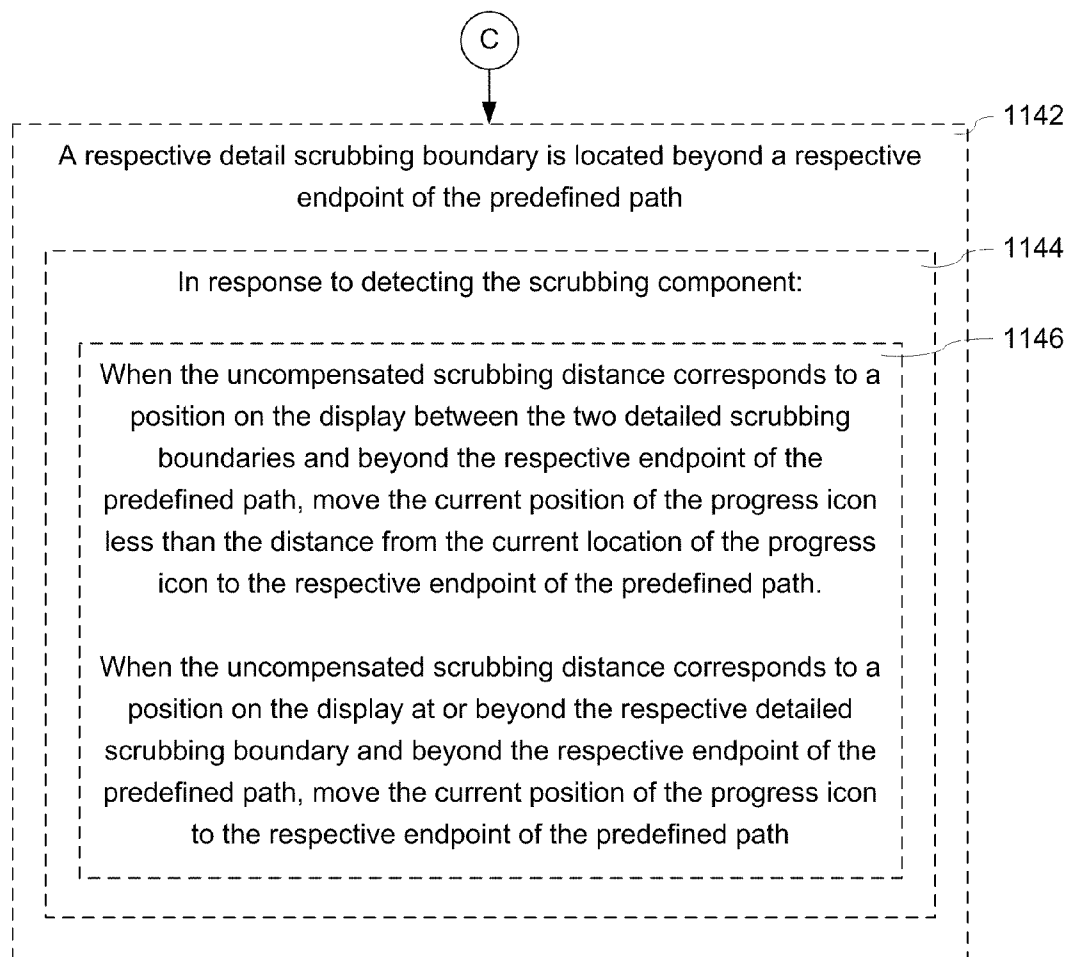 C
1142
A respective detail scrubbing boundary is located beyond a respective
endpoint of the predefined path
1144
In response to detecting the scrubbing component:
1146
When the uncompensated scrubbing distance corresponds to a
position on the display between the two detailed scrubbing
boundaries and beyond the respective endpoint of the
predefined path, move the current position of the progress icon
less than the distance from the current location of the progress
icon to the respective endpoint of the predefined path.
When the uncompensated scrubbing distance corresponds to a
position on the display at or beyond the respective detailed
scrubbing boundary and beyond the respective endpoint of the
predefined path, move the current position of the progress icon
to the respective endpoint of the predefined path